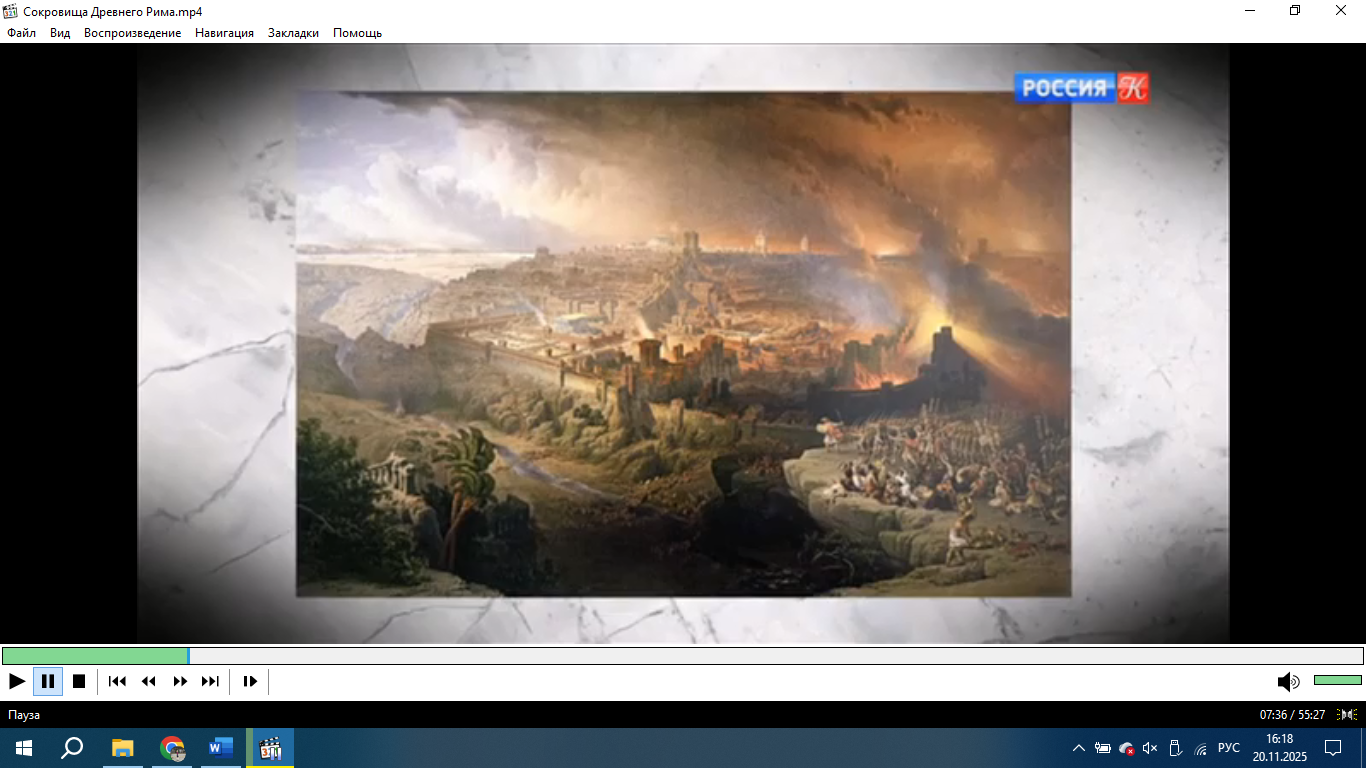 Сокровища Древнего Рима.mp4
Файл Вид Воспроизведение Навигация Закладки Помощь
РОССИЯ К
Пауза
07:36 / 55:27
РУС
16:18
20.11.2025